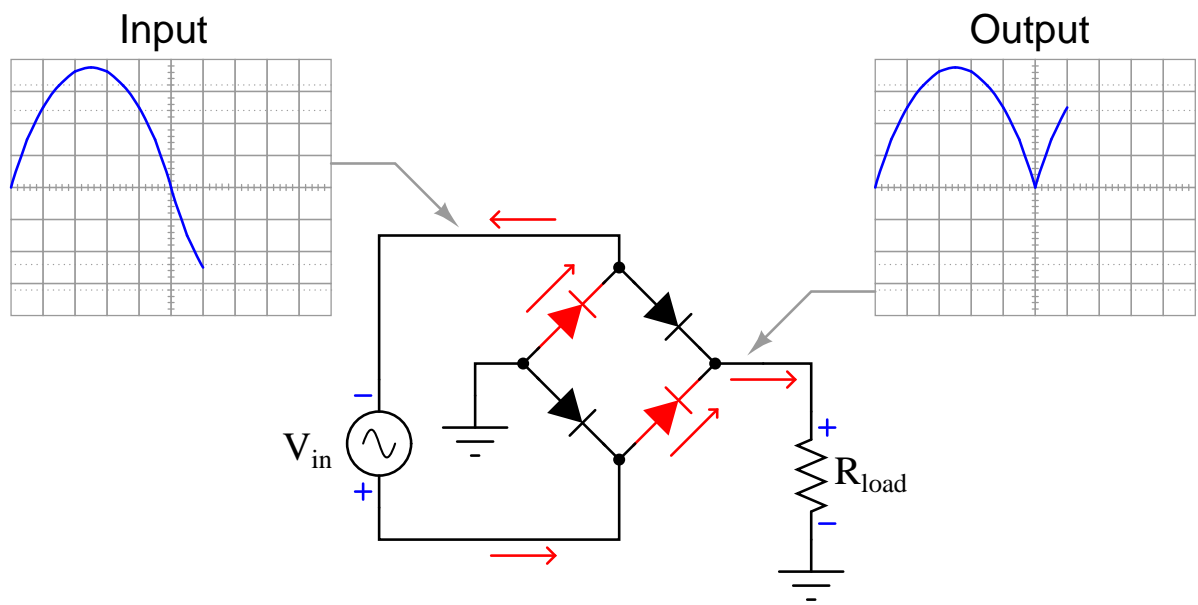 Input
Output
−
V_in
+
+
R_load
−